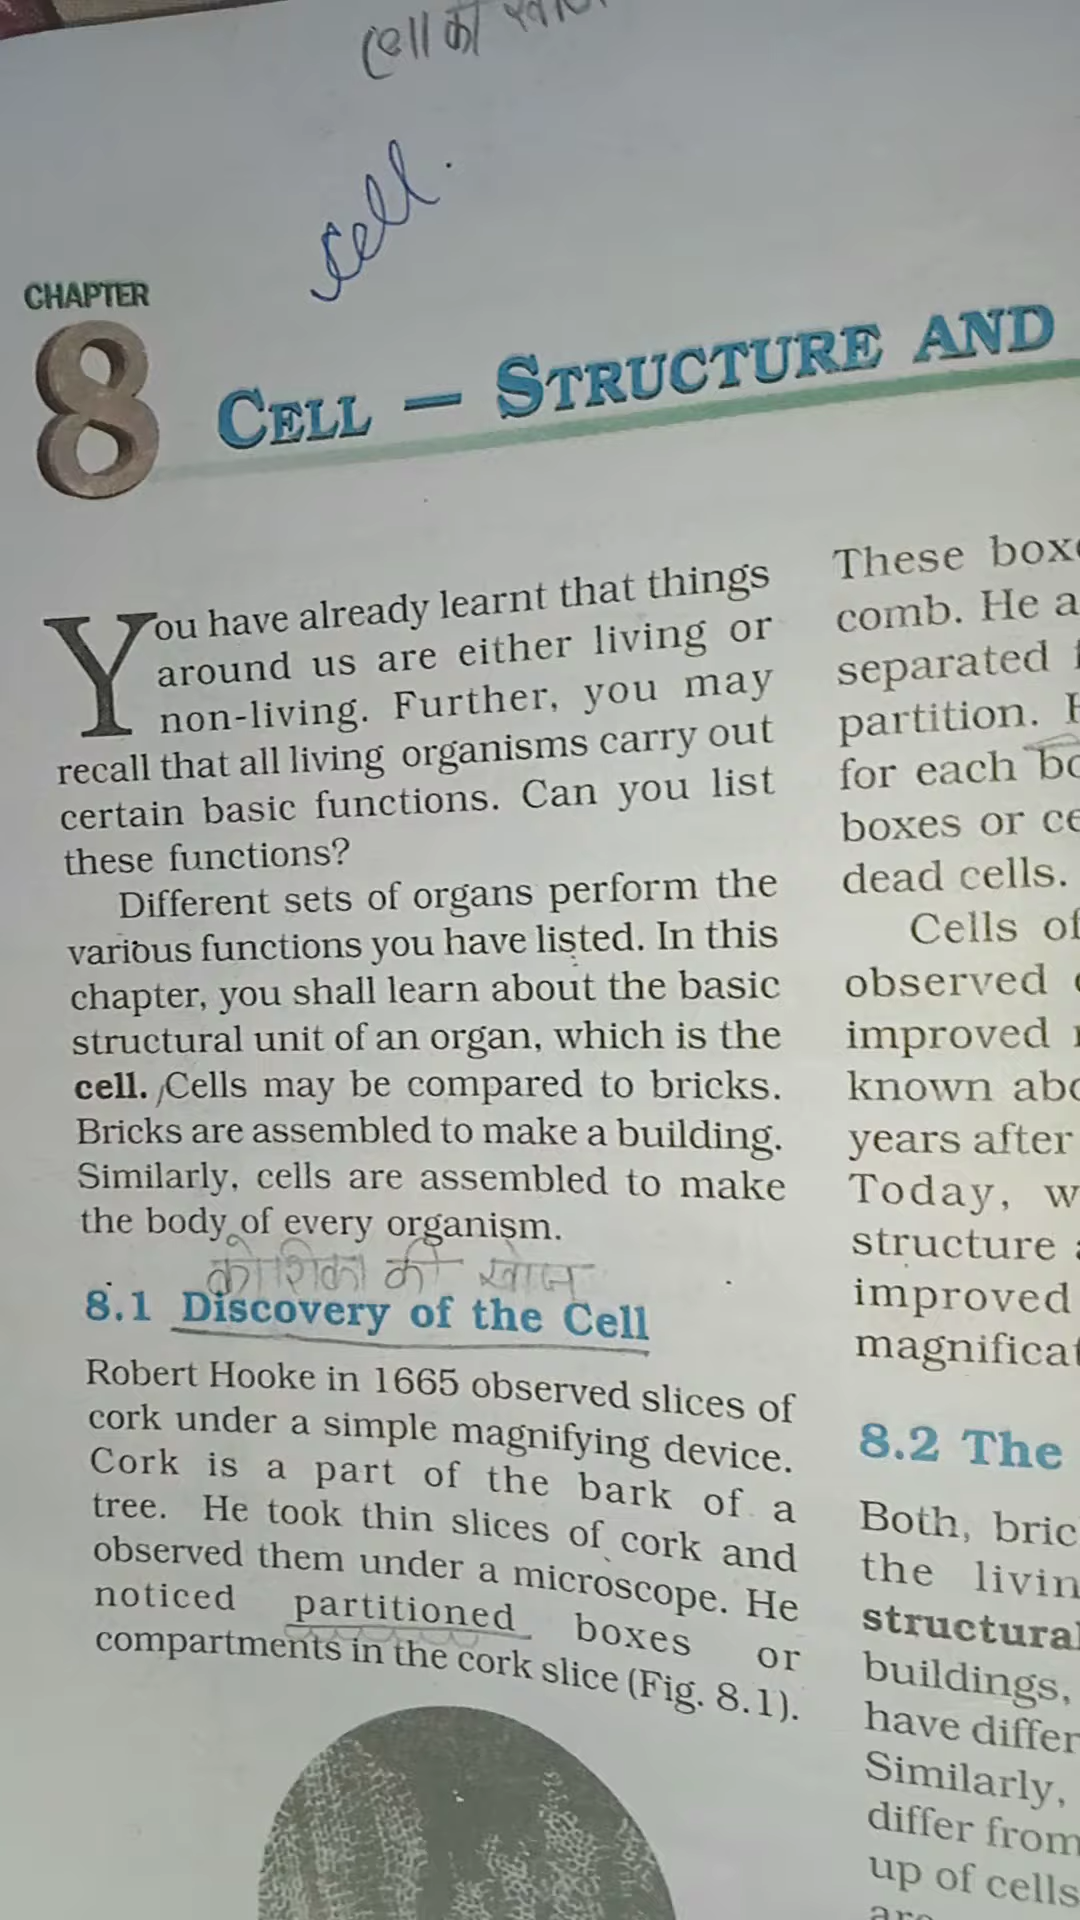 cell का
cell.
CHAPTER
8 CELL – STRUCTURE AND
You have already learnt that things
around us are either living or
non-living. Further, you may
recall that all living organisms carry out
certain basic functions. Can you list
these functions?
Different sets of organs perform the
various functions you have listed. In this
chapter, you shall learn about the basic
structural unit of an organ, which is the
cell. Cells may be compared to bricks.
Bricks are assembled to make a building.
Similarly, cells are assembled to make
the body of every organism.
कोशिका की खोज
8.1 Discovery of the Cell
Robert Hooke in 1665 observed slices of
cork under a simple magnifying device.
Cork is a part of the bark of a
tree. He took thin slices of cork and
observed them under a microscope. He
noticed partitioned boxes or
compartments in the cork slice (Fig. 8.1).
These
comb. He
separated
partition.
for each
boxes or
dead cells.
Cells of
observed
improved
known
years after
Today,
structure
improved
8.2 The
Both,
the
structural
buildings,
have
Similarly,
differ from
up of cells